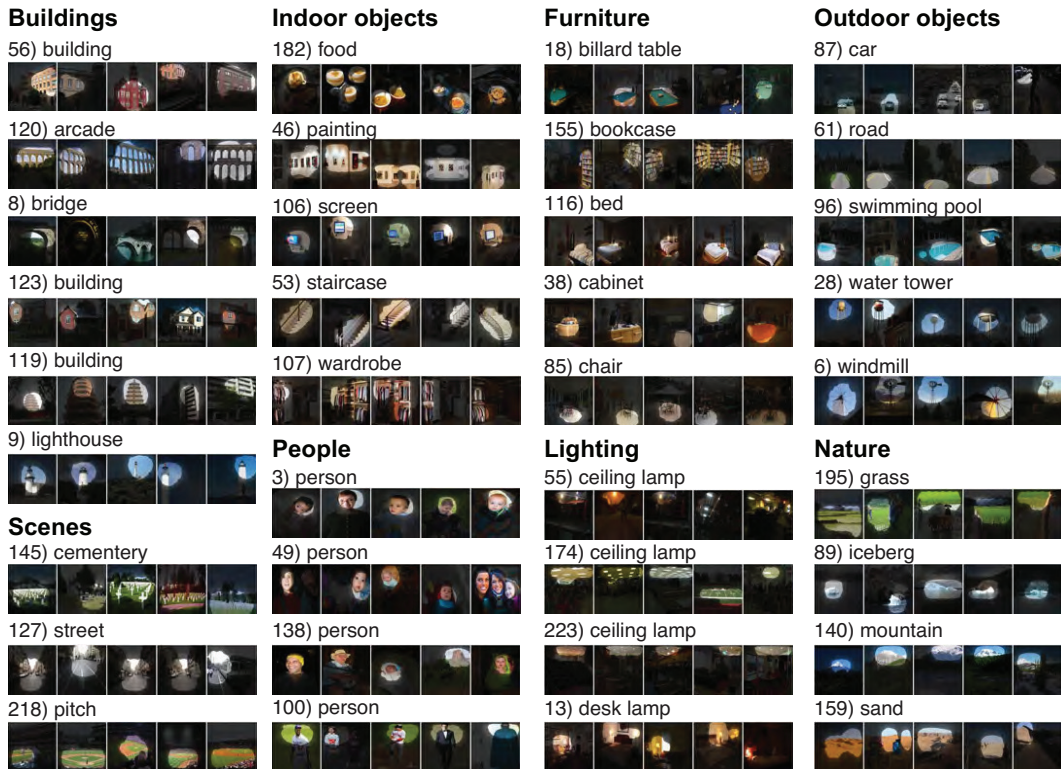 Buildings
56) building
120) arcade
8) bridge
123) building
119) building
9) lighthouse
Scenes
145) cementery
127) street
218) pitch
Indoor objects
182) food
46) painting
106) screen
53) staircase
107) wardrobe
People
3) person
49) person
138) person
100) person
Furniture
18) billard table
155) bookcase
116) bed
38) cabinet
85) chair
Lighting
55) ceiling lamp
174) ceiling lamp
223) ceiling lamp
13) desk lamp
Outdoor objects
87) car
61) road
96) swimming pool
28) water tower
6) windmill
Nature
195) grass
89) iceberg
140) mountain
159) sand